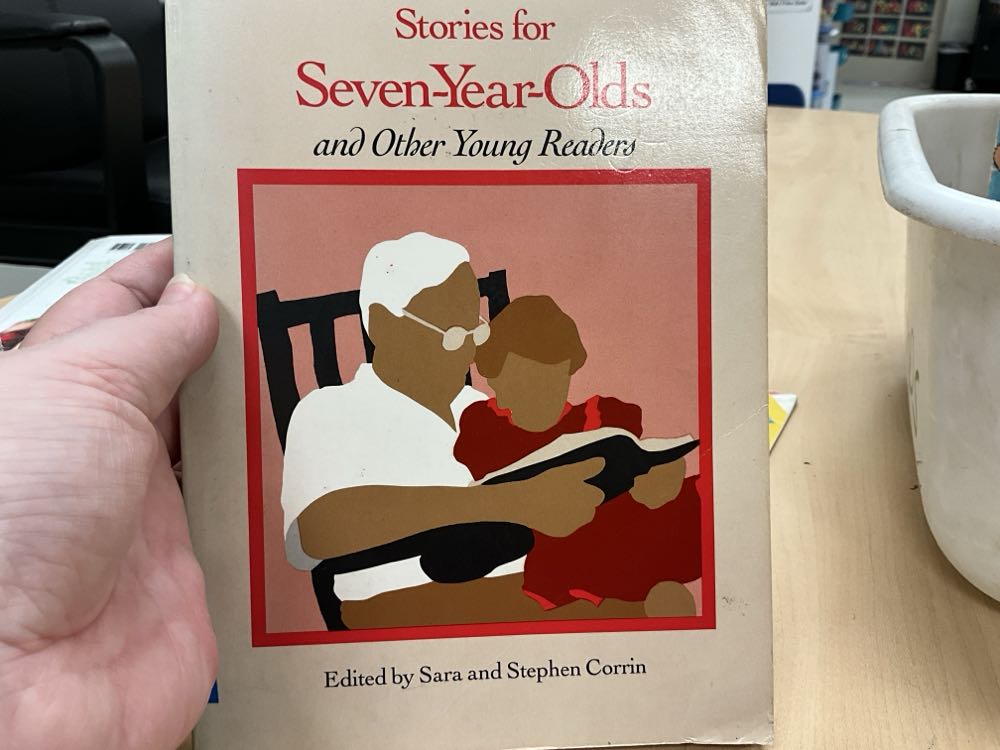 Stories for
Seven-Year-Olds
and Other Young Readers
Edited by Sara and Stephen Corrin